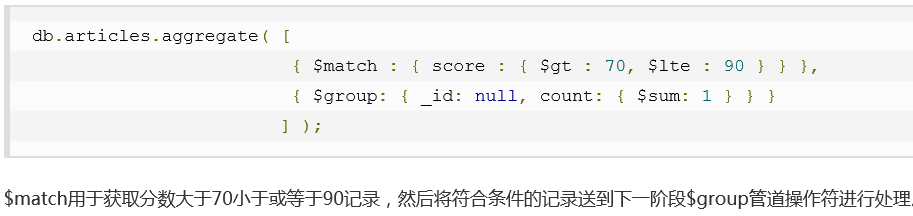 db.articles.aggregate( [
{ $match : { score : { $gt : 70, $lte : 90 } } },
{ $group: { _id: null, count: { $sum: 1 } } }
] );
$match用于获取分数大于70小于或等于90记录，然后将符合条件的记录送到下一阶段$group管道操作符进行处理.